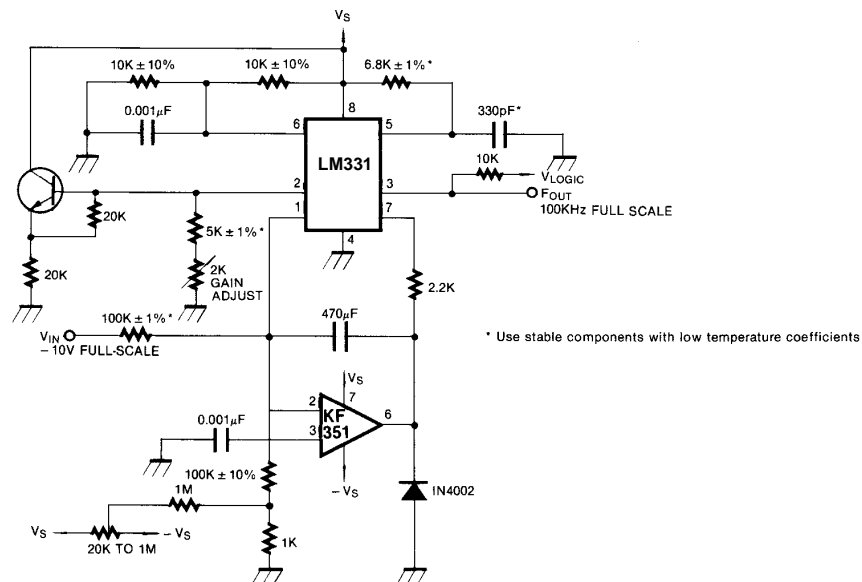 VS
10K ± 10%
10K ± 10%
6.8K ± 1% *
0.001μF
8
6
5
330pF*
LM331
10K
VLOGIC
2
3
FOUT
100KHz FULL SCALE
1
7
20K
5K ± 1% *
4
20K
2K
GAIN
ADJUST
2.2K
100K ± 1% *
470μF
VIN
– 10V FULL-SCALE
* Use stable components with low temperature coefficients
VS
7
2
KF
351
6
3
0.001μF
100K ± 10%
– VS
1M
IN4002
VS
– VS
20K TO 1M
1K